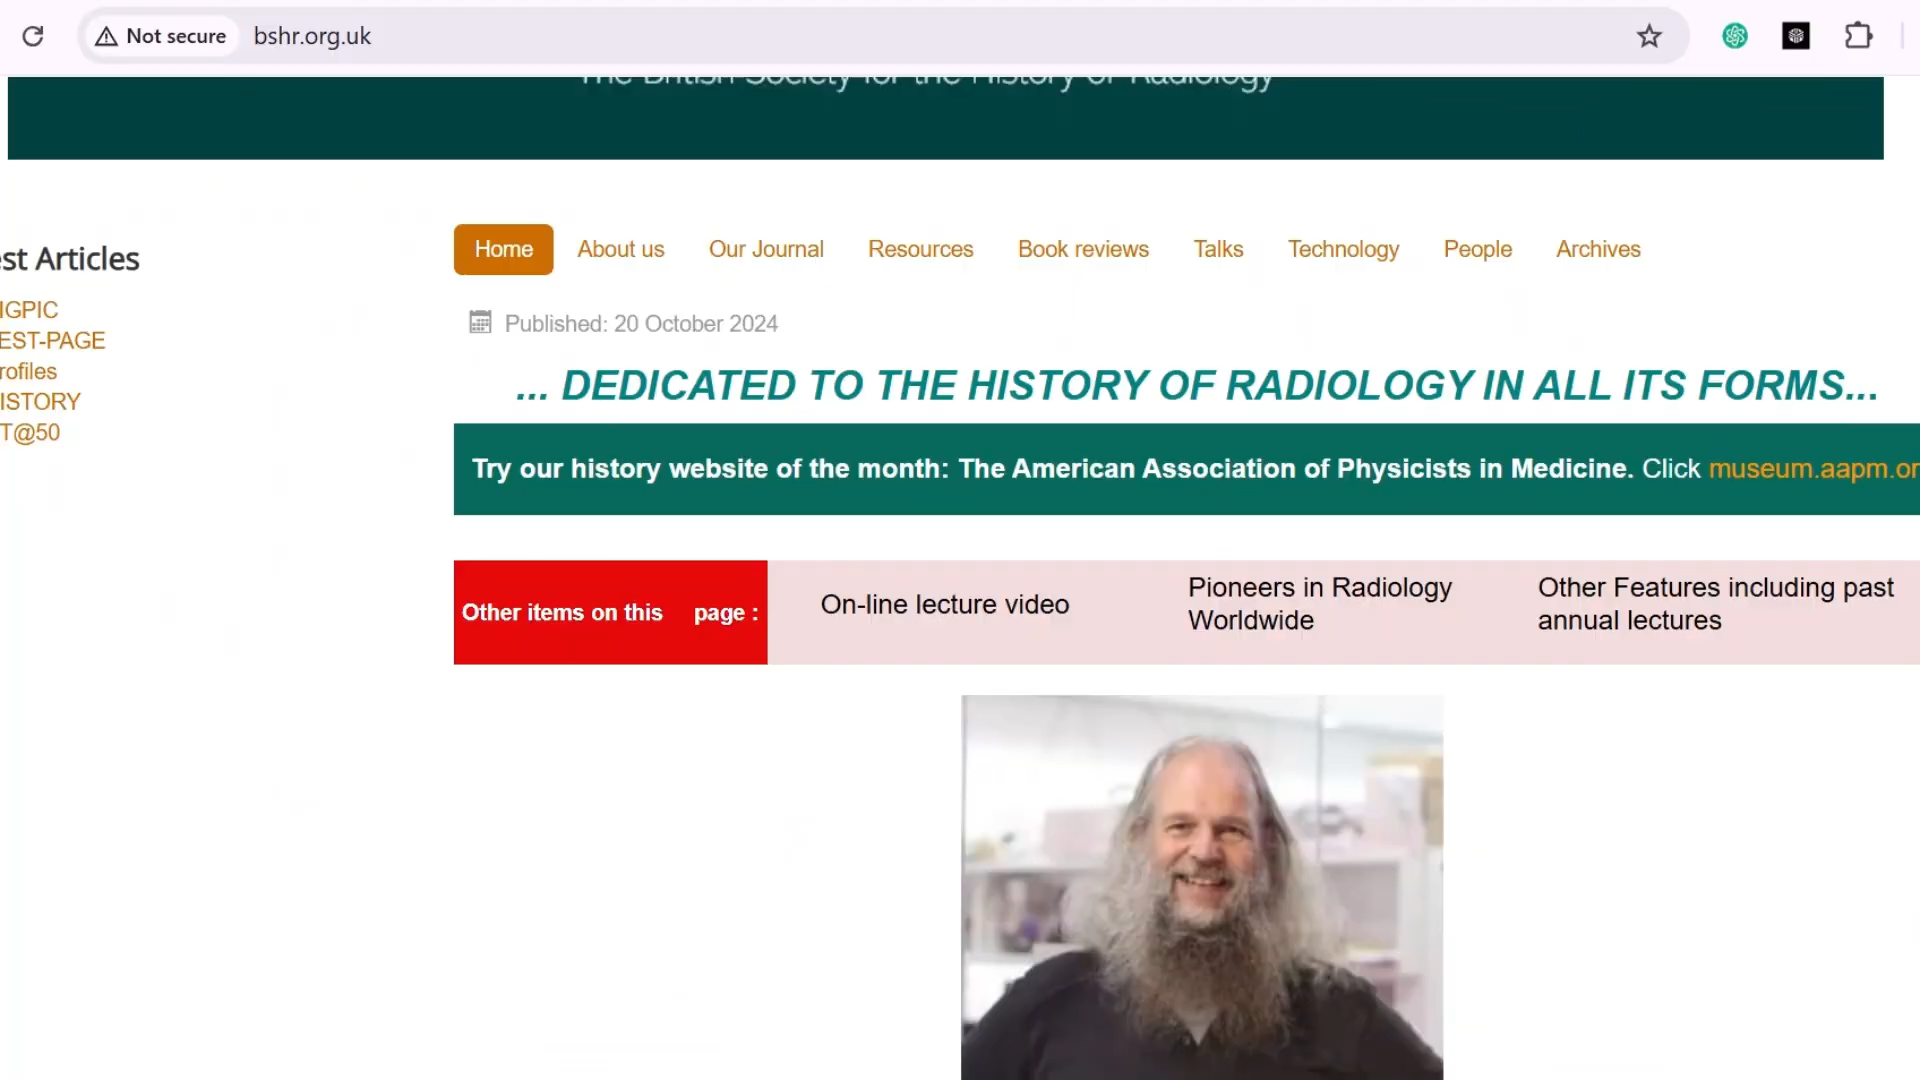 Not secure bshr.org.uk
The British Society for the History of Radiology
est Articles
IGPIC
EST-PAGE
rofiles
ISTORY
T@50
Home About us Our Journal Resources Book reviews Talks Technology People Archives
Published: 20 October 2024
... DEDICATED TO THE HISTORY OF RADIOLOGY IN ALL ITS FORMS...
Try our history website of the month: The American Association of Physicists in Medicine. Click museum.aapm.or
Other items on this page :
On-line lecture video
Pioneers in Radiology
Worldwide
Other Features including past
annual lectures